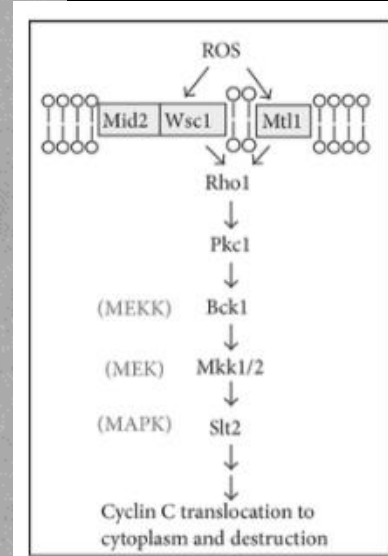 ROS
Mid2 Wsc1 Mtl1
Rho1
Pkc1
(MEKK) Bck1
(MEK) Mkk1/2
(MAPK) Slt2
Cyclin C translocation to
cytoplasm and destruction